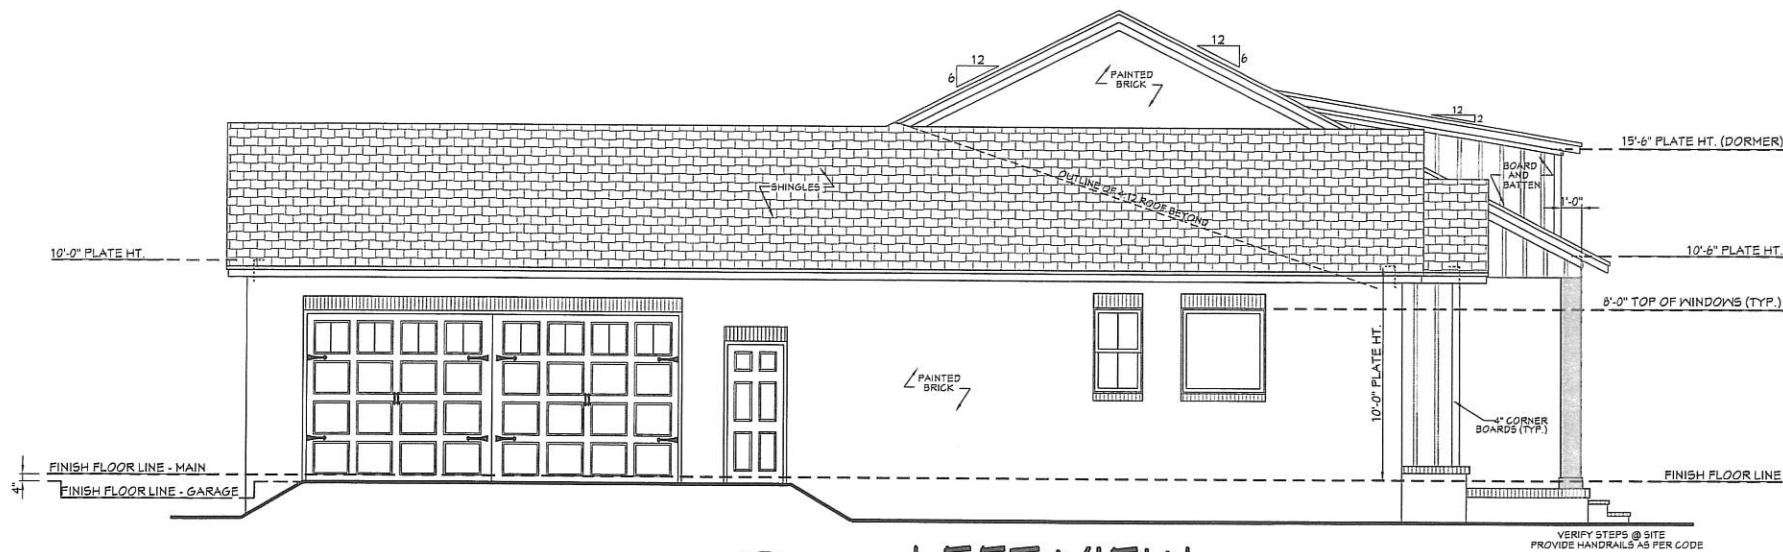 12
6
12
6
PAINTED
BRICK
12
2
15'-6" PLATE HT. (DORMER)
BOARD
AND
BATTEN
SHINGLES
OUTLINE OF 4:12 ROOF BEYOND
1'-0"
10'-0" PLATE HT.
10'-6" PLATE HT.
8'-0" TOP OF WINDOWS (TYP.)
10'-0" PLATE HT.
PAINTED
BRICK
4" CORNER
BOARDS (TYP.)
FINISH FLOOR LINE - MAIN
4"
FINISH FLOOR LINE - GARAGE
FINISH FLOOR LINE
VERIFY STEPS @ SITE
PROVIDE HANDRAILS AS PER CODE